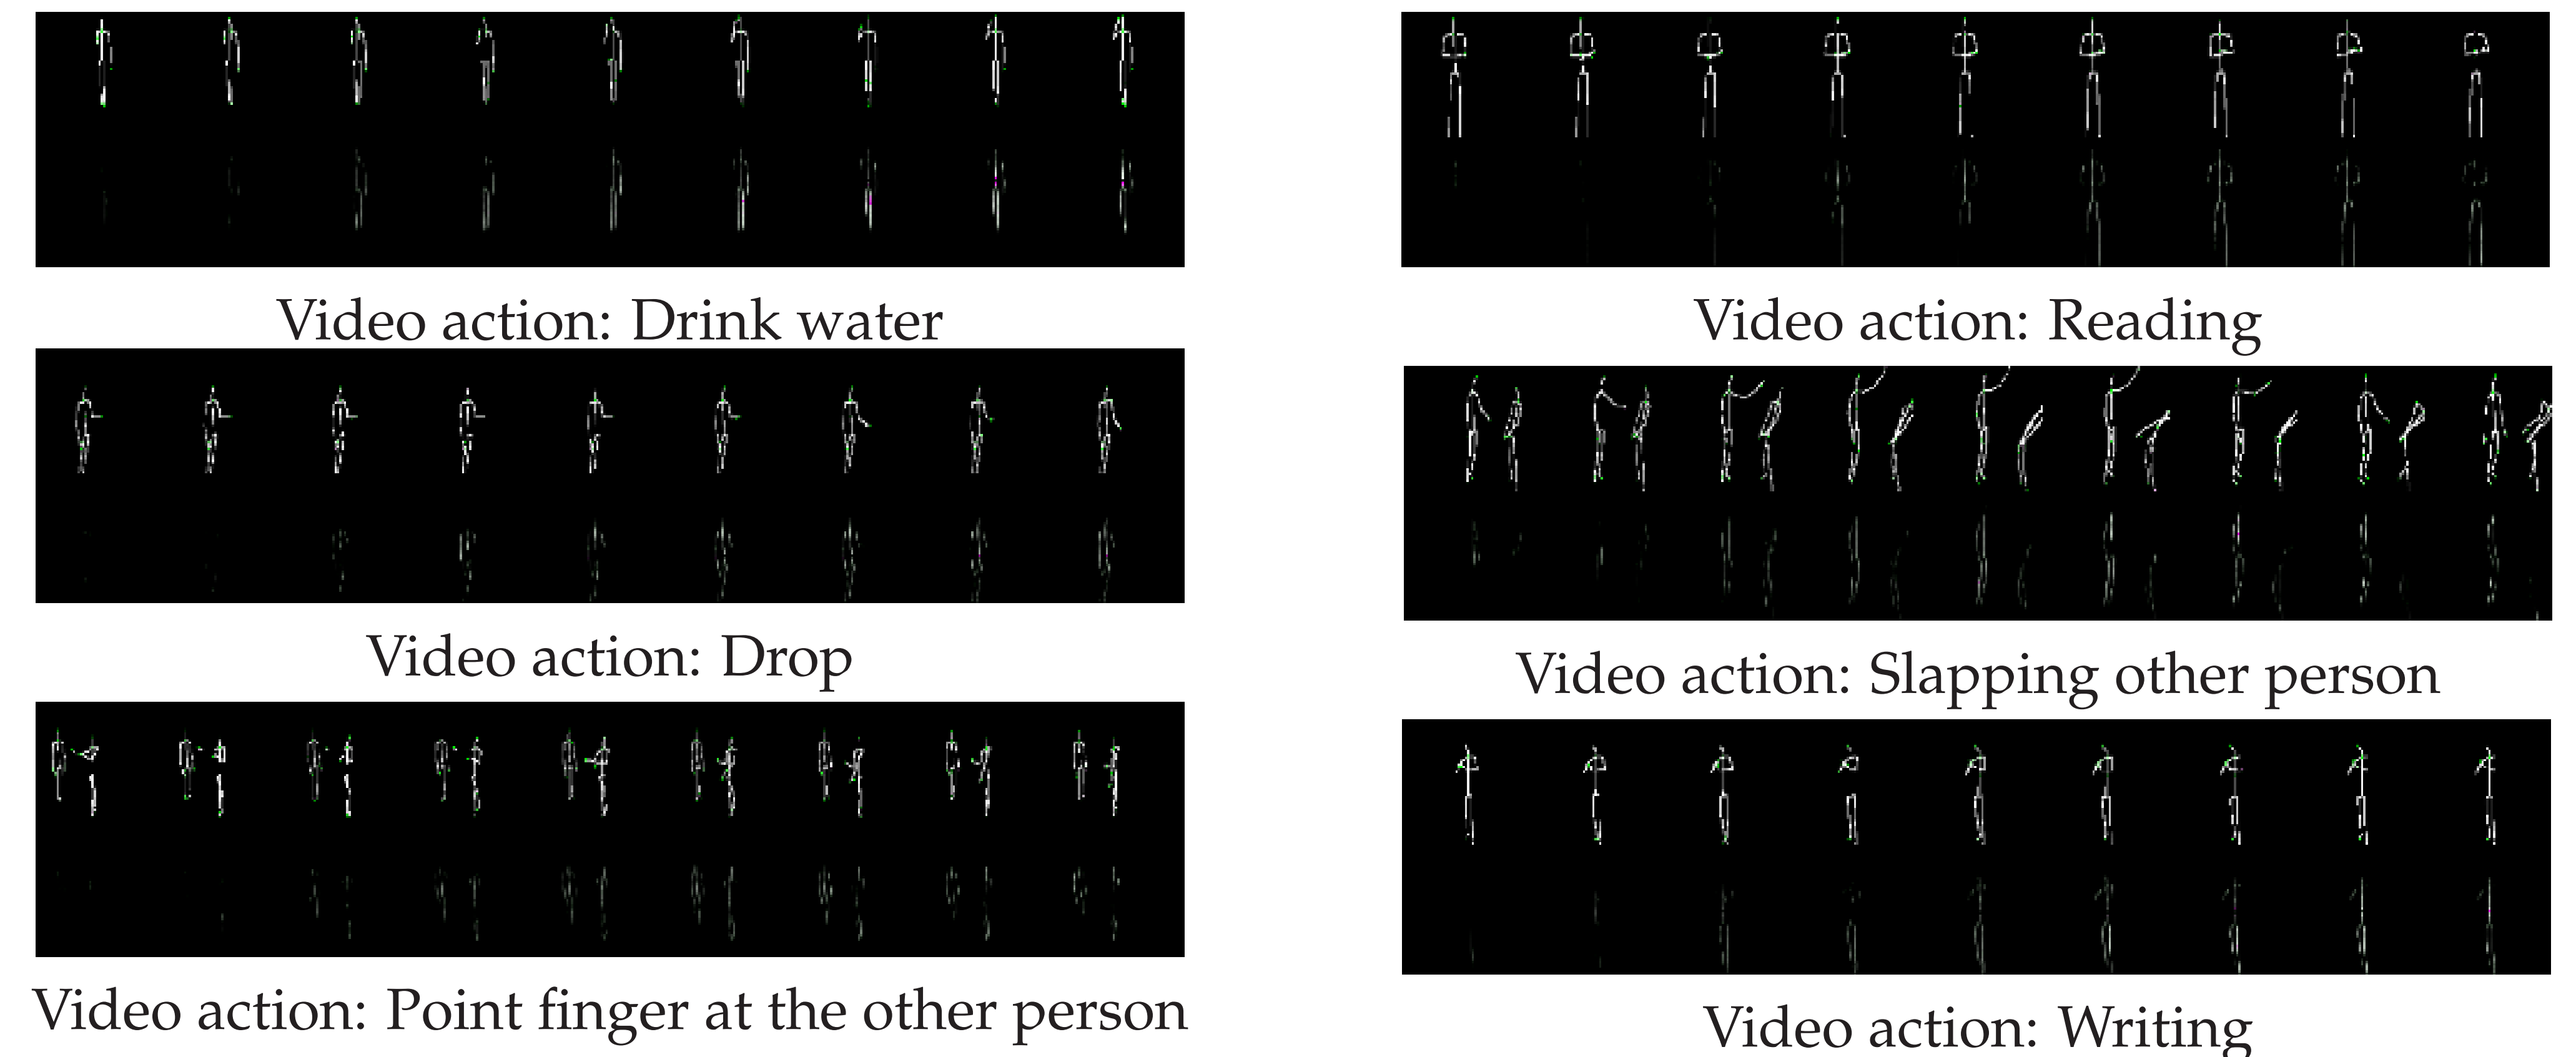 Video action: Drink water
Video action: Reading
Video action: Drop
Video action: Slapping other person
Video action: Point finger at the other person
Video action: Writing